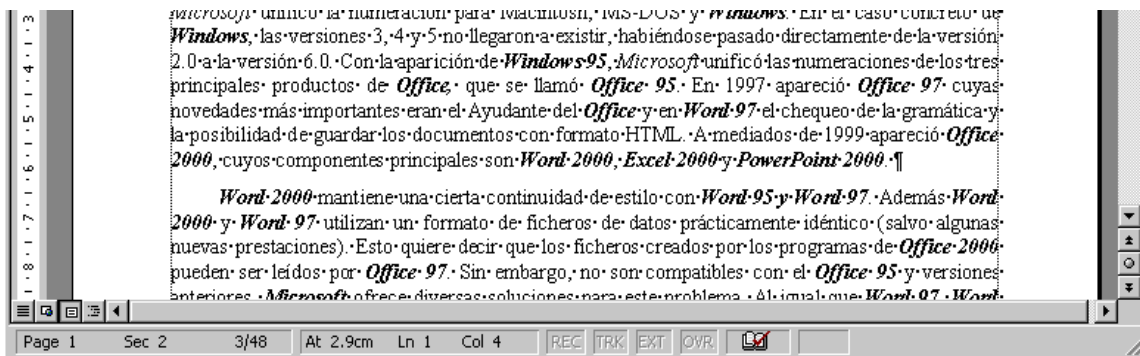 Microsoft unificó la numeración para Macintosh, MS-DOS y Windows. En el caso concreto de
Windows, las versiones 3, 4 y 5 no llegaron a existir, habiéndose pasado directamente de la versión
2.0 a la versión 6.0. Con la aparición de Windows 95, Microsoft unificó las numeraciones de los tres
principales productos de Office, que se llamó Office 95. En 1997 apareció Office 97 cuyas
novedades más importantes eran el Ayudante del Office y en Word 97 el chequeo de la gramática y
la posibilidad de guardar los documentos con formato HTML. A mediados de 1999 apareció Office
2000, cuyos componentes principales son Word 2000, Excel 2000 y PowerPoint 2000. ¶
Word 2000 mantiene una cierta continuidad de estilo con Word 95 y Word 97. Además Word
2000 y Word 97 utilizan un formato de ficheros de datos prácticamente idéntico (salvo algunas
nuevas prestaciones). Esto quiere decir que los ficheros creados por los programas de Office 2000
pueden ser leídos por Office 97. Sin embargo, no son compatibles con el Office 95 y versiones
anteriores. Microsoft ofrece diversas soluciones para este problema. Al igual que Word 97, Word
Page 1 Sec 2 3/48 At 2.9cm Ln 1 Col 4 REC TRK EXT OVR
3
4
5
6
7
8